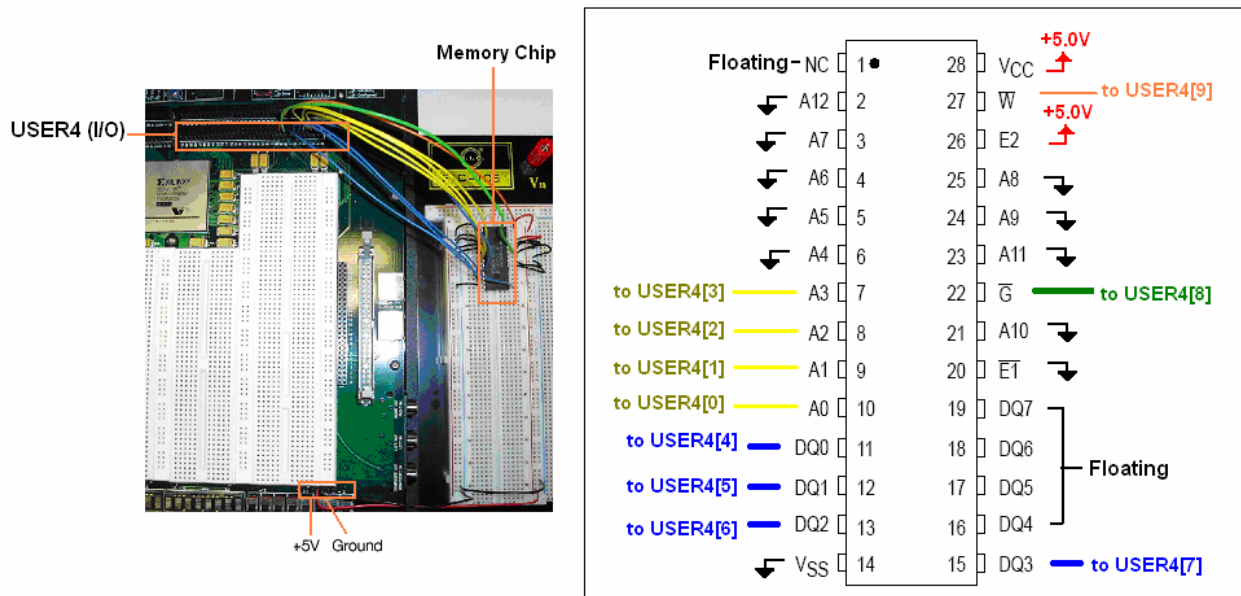 Memory Chip
USER4 (I/O)
XILINX
Vin
+5V Ground
Floating NC 1 28 VCC +5.0V
A12 2 27 W to USER4[9]
A7 3 26 E2 +5.0V
A6 4 25 A8
A5 5 24 A9
A4 6 23 A11
to USER4[3] A3 7 22 G to USER4[8]
to USER4[2] A2 8 21 A10
to USER4[1] A1 9 20 E1
to USER4[0] A0 10 19 DQ7
to USER4[4] DQ0 11 18 DQ6
Floating
to USER4[5] DQ1 12 17 DQ5
to USER4[6] DQ2 13 16 DQ4
VSS 14 15 DQ3 to USER4[7]